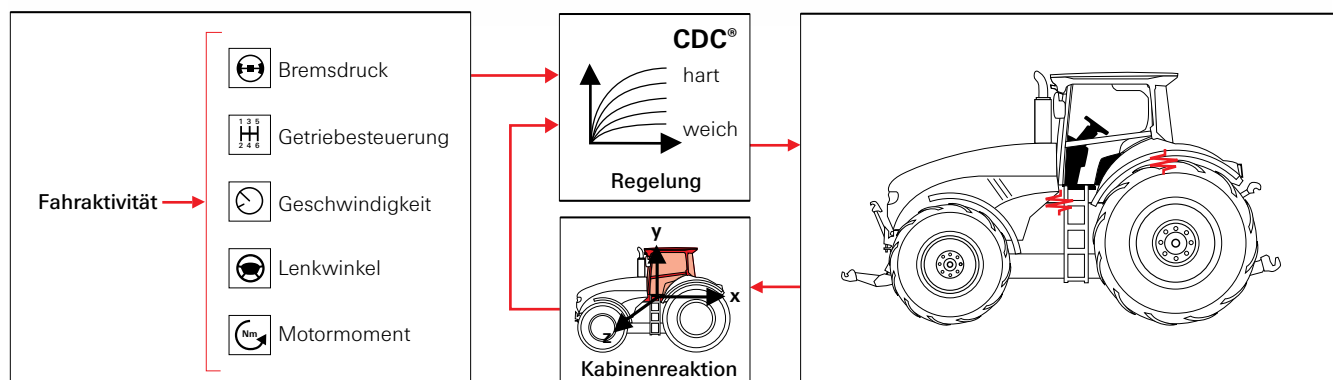 Fahraktivität
Bremsdruck
1 3 5
2 4 6
Getriebesteuerung
Geschwindigkeit
Lenkwinkel
Nm
Motormoment
CDC®
hart
weich
Regelung
y
x
z
Kabinenreaktion